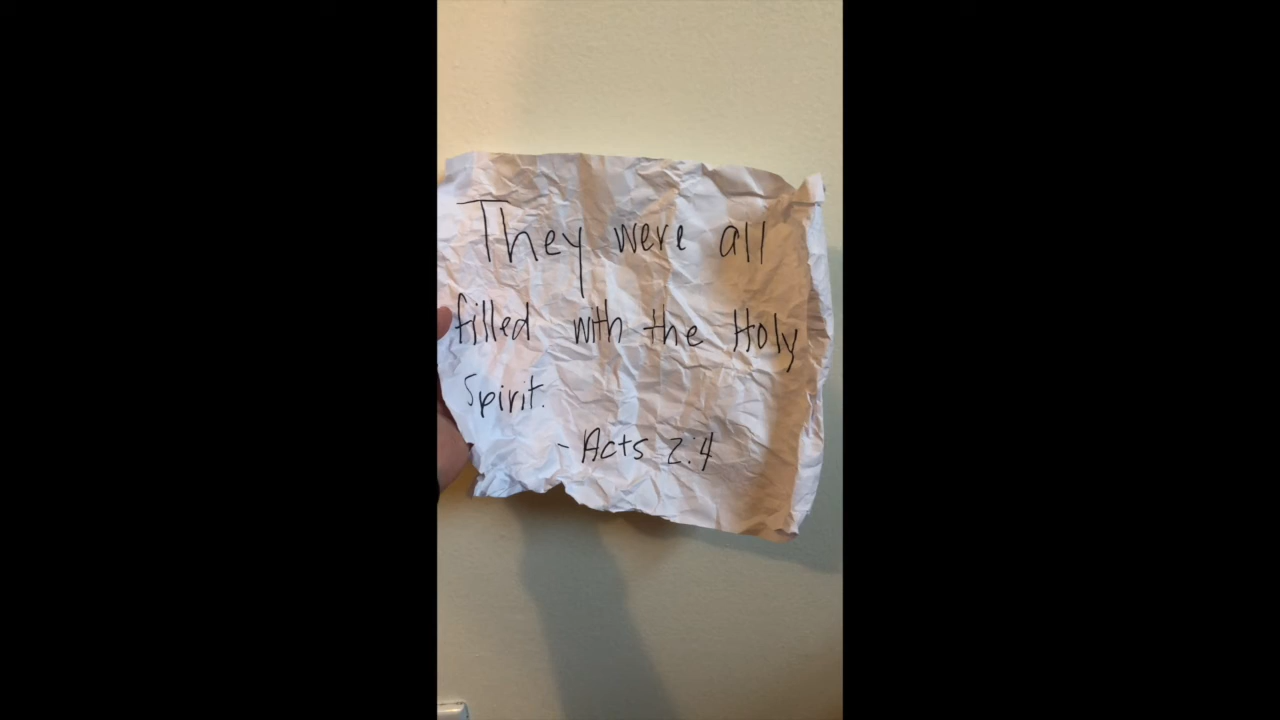 They were all
filled with the Holy
Spirit.
- Acts 2:4